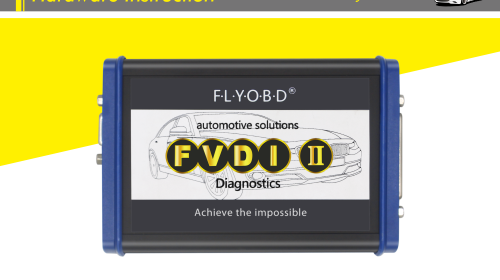 F·L·Y·O·B·D®
automotive solutions
FVDI II
Diagnostics
Achieve the impossible